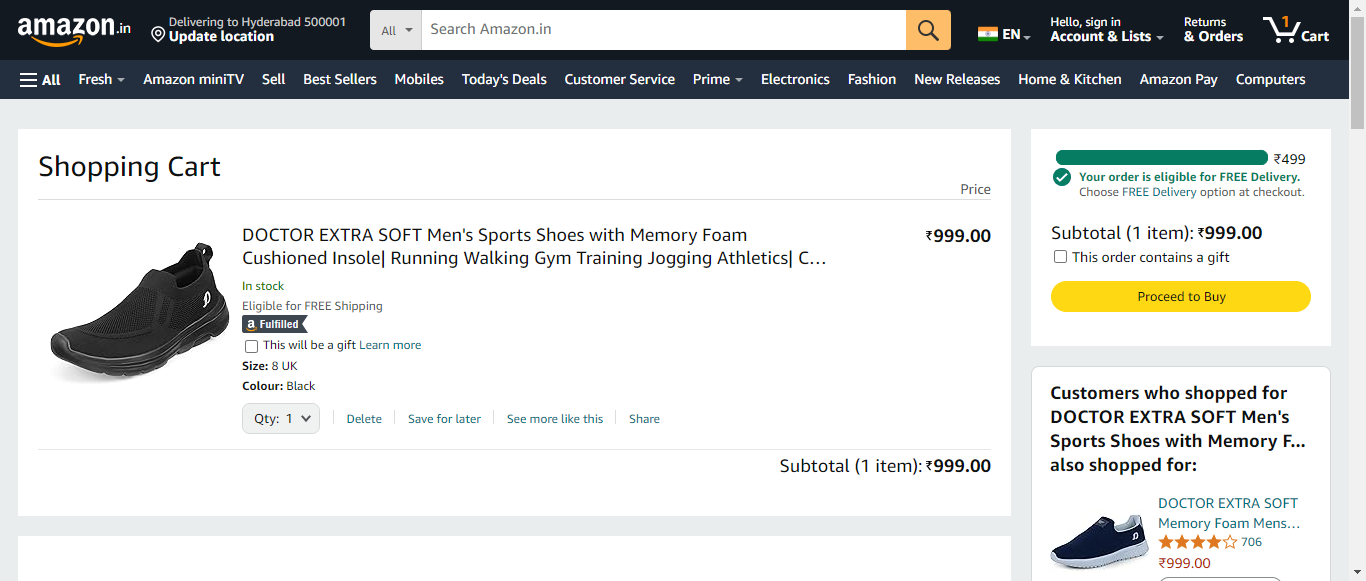 amazon.in
Delivering to Hyderabad 500001
Update location
All
Search Amazon.in
EN
Hello, sign in
Account & Lists
Returns
& Orders
1
Cart
All
Fresh
Amazon miniTV
Sell
Best Sellers
Mobiles
Today's Deals
Customer Service
Prime
Electronics
Fashion
New Releases
Home & Kitchen
Amazon Pay
Computers
Shopping Cart
Price
DOCTOR EXTRA SOFT Men's Sports Shoes with Memory Foam
Cushioned Insole| Running Walking Gym Training Jogging Athletics| C...
₹999.00
In stock
Eligible for FREE Shipping
a Fulfilled
This will be a gift Learn more
Size: 8 UK
Colour: Black
Qty: 1
Delete
Save for later
See more like this
Share
Subtotal (1 item): ₹999.00
₹499
Your order is eligible for FREE Delivery.
Choose FREE Delivery option at checkout.
Subtotal (1 item): ₹999.00
This order contains a gift
Proceed to Buy
Customers who shopped for
DOCTOR EXTRA SOFT Men's
Sports Shoes with Memory F...
also shopped for:
DOCTOR EXTRA SOFT
Memory Foam Mens...
706
₹999.00